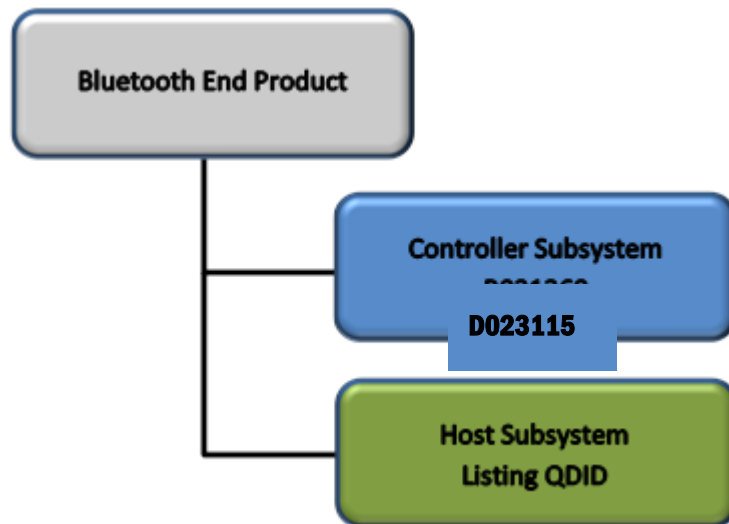 Bluetooth End Product
Controller Subsystem
D023115
Host Subsystem
Listing QDID